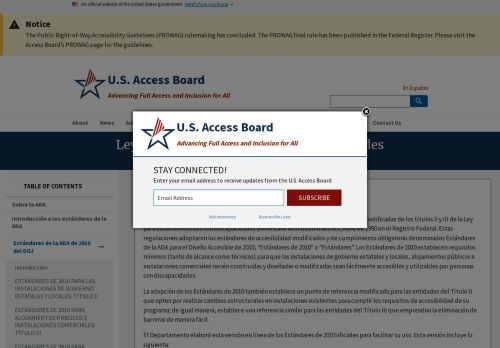 An official website of the United States government Here's how you know
Notice
The Public Right-of-Way Accessibility Guidelines (PROWAG) rulemaking has concluded. The PROWAG final rule has been published in the Federal Register. Please visit the
Access Board's PROWAG page for the guidelines.
U.S. Access Board
Advancing Full Access and Inclusion for All
En Español
About News
Contact Us
U.S. Access Board
Advancing Full Access and Inclusion for All
STAY CONNECTED!
Enter your email address to receive updates from the U.S. Access Board.
Email Address SUBSCRIBE
Not Interested Remind Me Later
TABLE OF CONTENTS
Sobre la ADA
Introducción a los estándares de la
ABA
Estándares de la ADA de 2010
del DOJ
Introducción
ESTÁNDARES DE 2010 PARA LAS
INSTALACIONES DE GOBIERNO
ESTATALES Y LOCALES: TÍTULO II
ESTÁNDARES DE 2010 PARA
ALOJAMIENTOS PÚBLICOS E
INSTALACIONES COMERCIALES:
TÍTULO III
modificadas de los títulos II y III de la Ley
de 1990 en el Registro Federal. Estas
regulaciones adoptaron los estándares de accesibilidad modificados y de cumplimiento obligatorio denominados Estándares
de la ADA para el Diseño Accesible de 2010, "Estándares de 2010" o "Estándares". Los Estándares de 2010 establecen requisitos
mínimos (tanto de alcance como técnicos) para que las instalaciones de gobierno estatales y locales, alojamientos públicos e
instalaciones comerciales recién construidas y diseñadas o modificadas sean fácilmente accesibles y utilizables por personas
con discapacidades.
La adopción de los Estándares de 2010 también establece un punto de referencia modificado para las entidades del Título II
que opten por realizar cambios estructurales en instalaciones existentes para cumplir los requisitos de accesibilidad de su
programa; de igual manera, establece una referencia similar para las entidades del Título III que emprendan la eliminación de
barreras de manera fácil.
El Departamento elaboró esta versión en línea de los Estándares de 2010 oficiales para facilitar su uso. Esta versión incluye lo
siguiente: